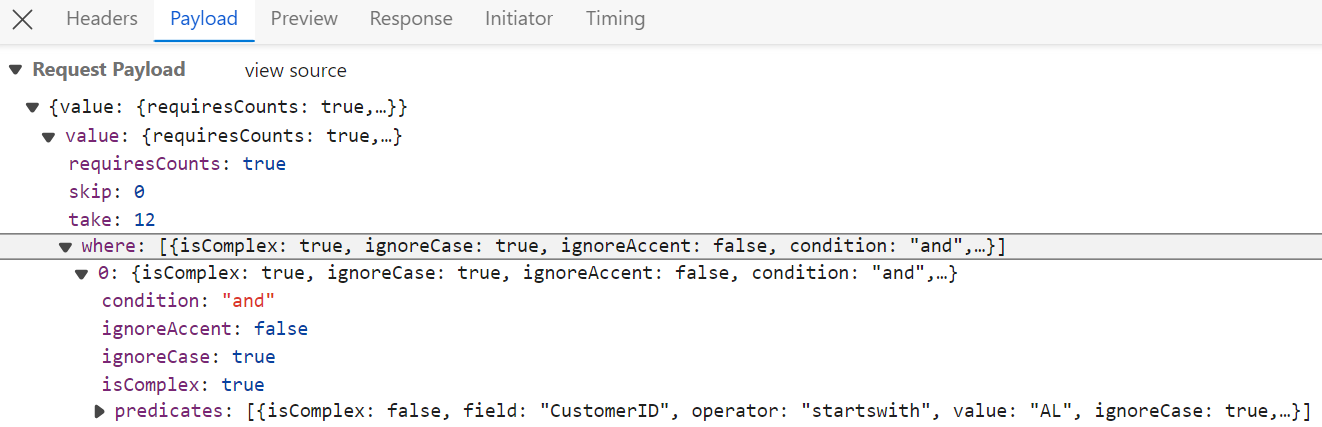 Headers Payload Preview Response Initiator Timing
Request Payload view source
{value: {requiresCounts: true,…}}
value: {requiresCounts: true,…}
requiresCounts: true
skip: 0
take: 12
where: [{isComplex: true, ignoreCase: true, ignoreAccent: false, condition: "and",…}]
0: {isComplex: true, ignoreCase: true, ignoreAccent: false, condition: "and",…}
condition: "and"
ignoreAccent: false
ignoreCase: true
isComplex: true
predicates: [{isComplex: false, field: "CustomerID", operator: "startswith", value: "AL", ignoreCase: true,…}]